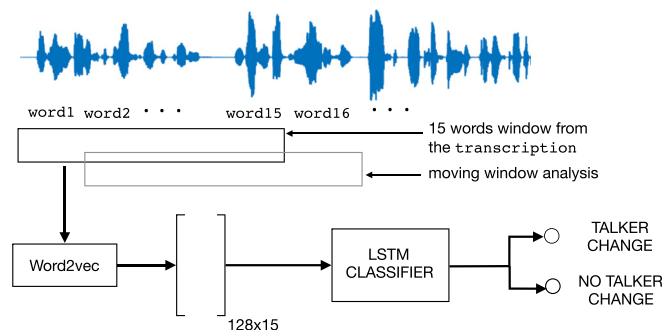 word1 word2 . . . word15 word16 . . .
15 words window from
the transcription
moving window analysis
Word2vec
128x15
LSTM
CLASSIFIER
TALKER
CHANGE
NO TALKER
CHANGE